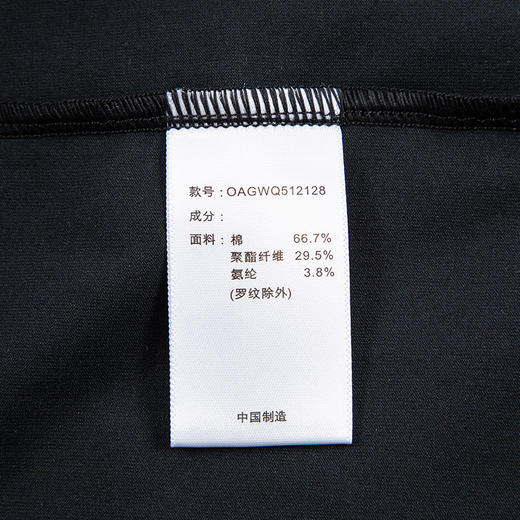 款号：OAGWQ512128
成分：
面料：棉 66.7%
聚酯纤维 29.5%
氨纶 3.8%
(罗纹除外)
中国制造